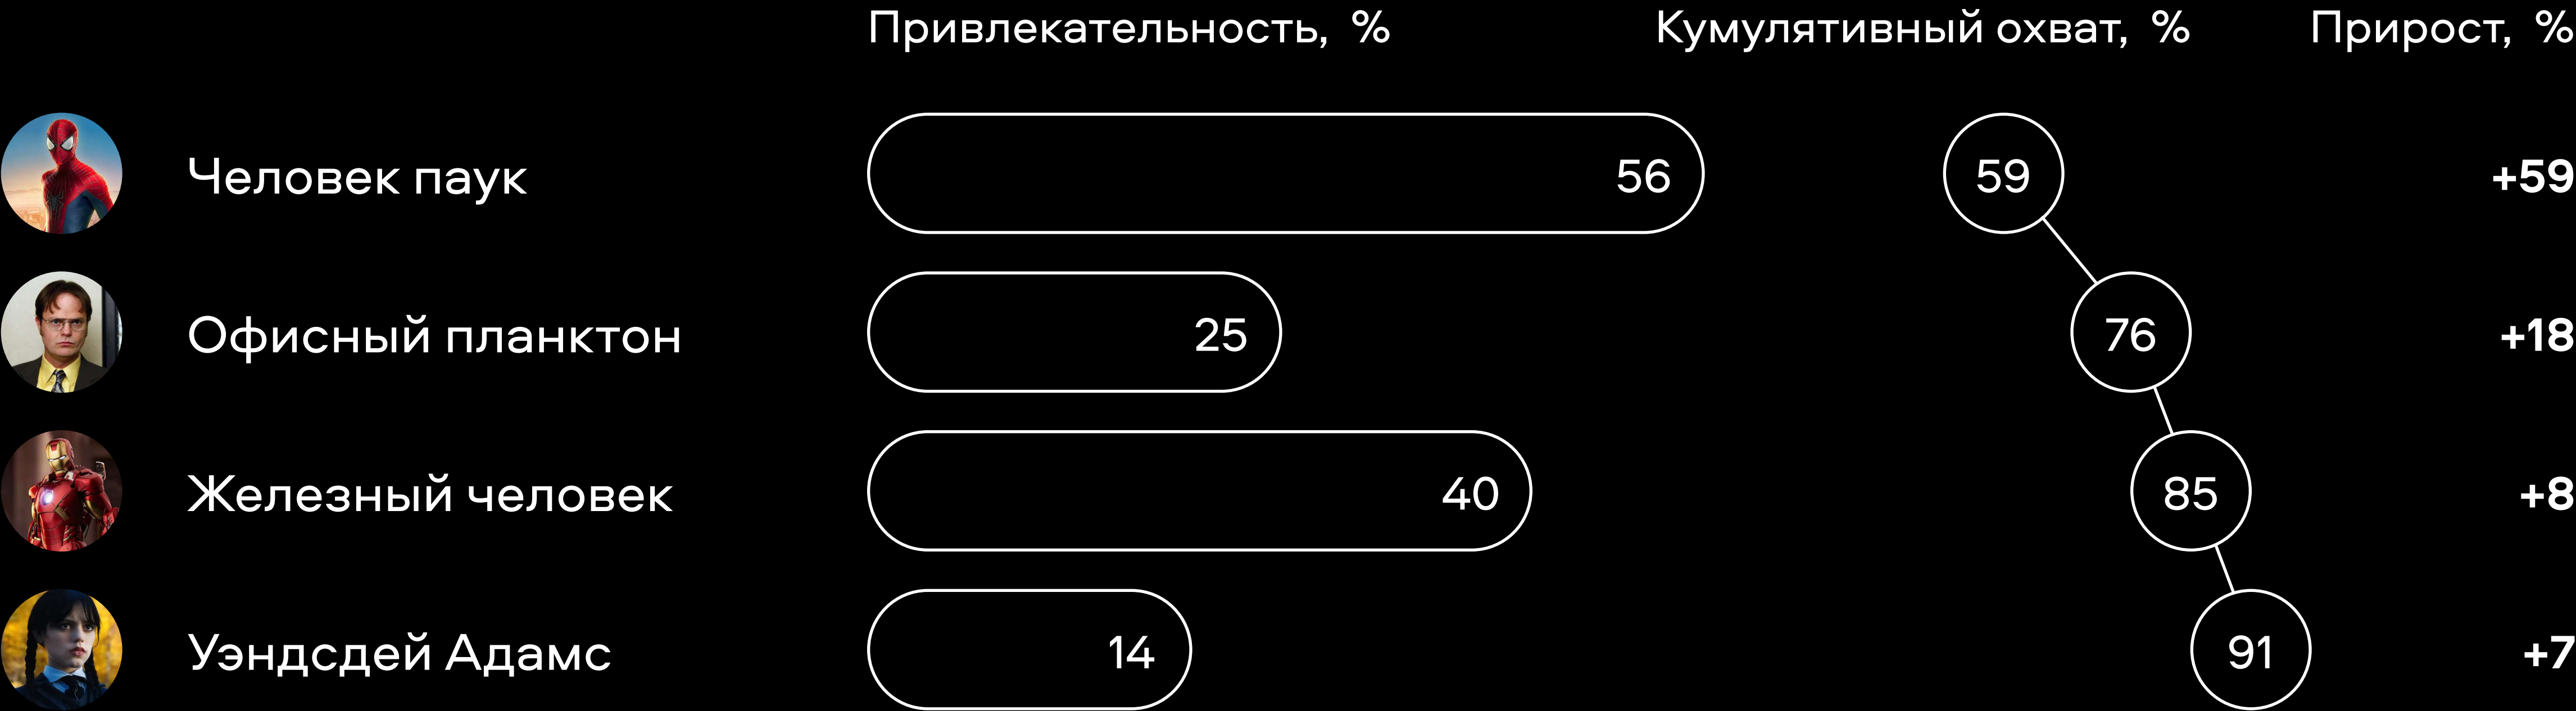 Привлекательность, % Кумулятивный охват, % Прирост, %
Человек паук 56 59 +59
Офисный планктон 25 76 +18
Железный человек 40 85 +8
Уэндсдей Адамс 14 91 +7